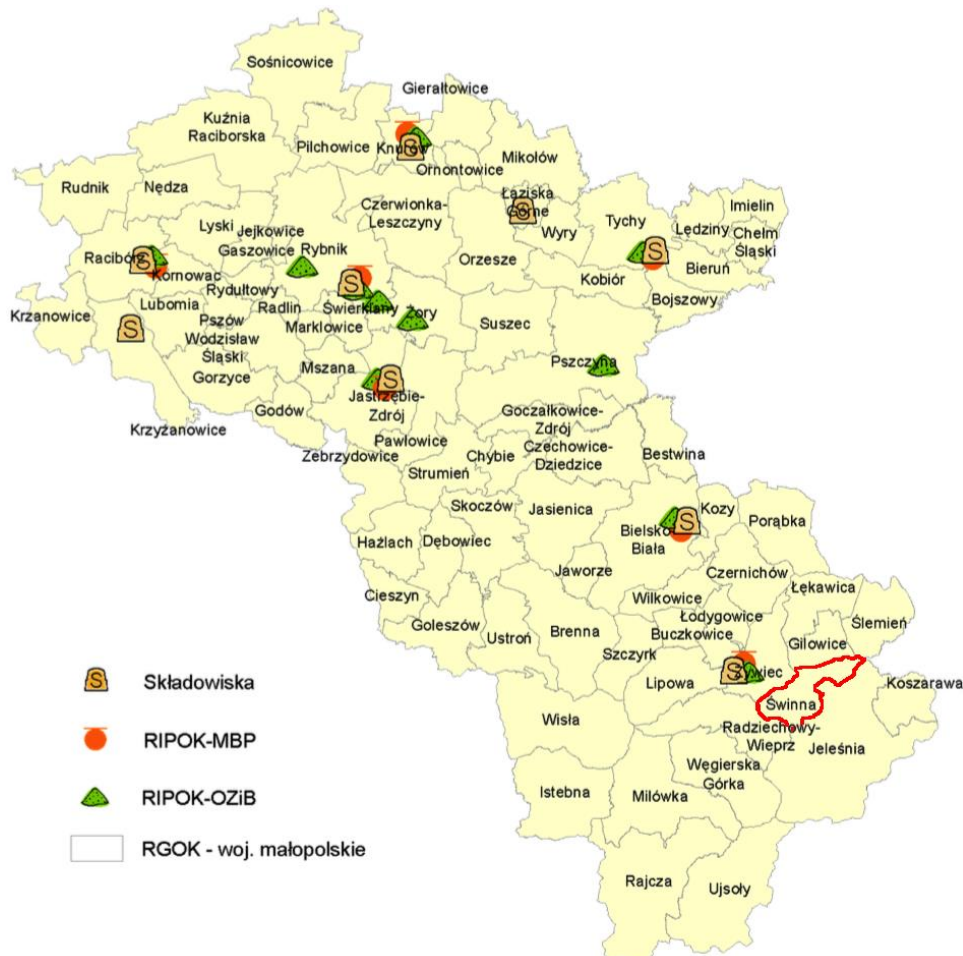 Sośnicowice
Gierałtowice
Kuźnia
Raciborska
Pilchowice
Knurów
Ornontowice
Mikołów
Rudnik
Nędza
Czerwionka-
Leszczyny
Łaziska
Górne
Wyry
Tychy
Imielin
Lędziny
Chełm
Śląski
Lyski
Jejkowice
Gaszowice
Rybnik
Racibórz
Kornowac
Rydułtowy
Orzesze
Kobiór
Bieruń
Bojszowy
Krzanowice
Lubomia
Radlin
Świerklany
Żory
Pszów
Marklowice
Wodzisław
Śląski
Suszec
Gorzyce
Mszana
Pszczyna
Jastrzębie-
Zdrój
Godów
Krzyżanowice
Goczałkowice-
Zdrój
Pawłowice
Zebrzydowice
Chybie
Czechowice-
Dziedzice
Bestwina
Strumień
Skoczów
Jasienica
Kozy
Porąbka
Hażlach
Dębowiec
Bielsko-
Biała
Jaworze
Czernichów
Cieszyn
Wilkowice
Łękawica
Goleszów
Ustroń
Brenna
Łodygowice
Buczkowice
Ślemień
Gilowice
Szczyrk
Lipowa
Żywiec
Koszarawa
Wisła
Świnna
Radziechowy-
Wieprz
Jeleśnia
Węgierska
Górka
Istebna
Milówka
Rajcza
Ujsoły
S Składowiska
RIPOK-MBP
RIPOK-OZiB
RGOK - woj. małopolskie
S
S
S
S
S
S
S
S
S